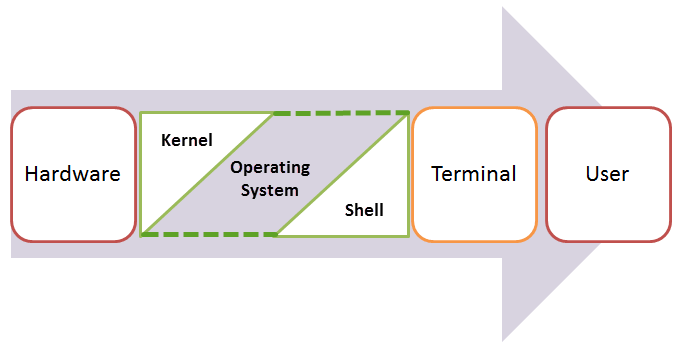 Hardware
Kernel
Operating
System
Shell
Terminal
User